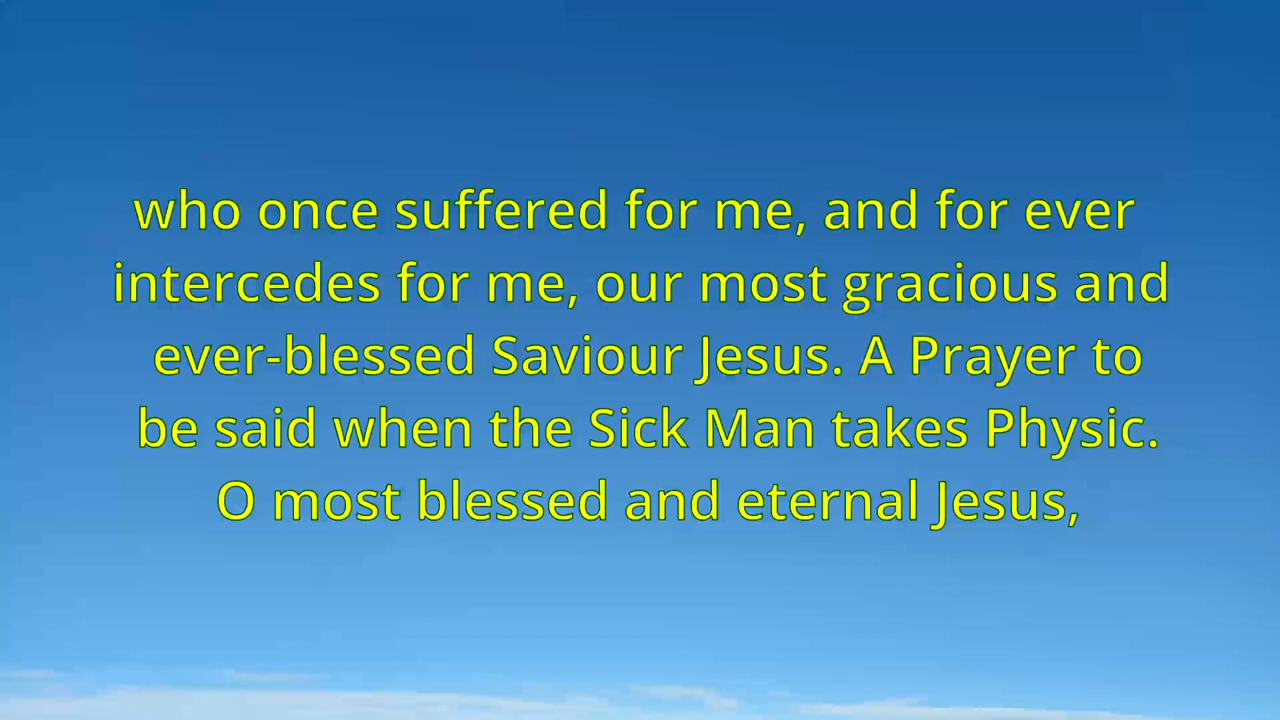 who once suffered for me, and for ever
intercedes for me, our most gracious and
ever-blessed Saviour Jesus. A Prayer to
be said when the Sick Man takes Physic.
O most blessed and eternal Jesus,